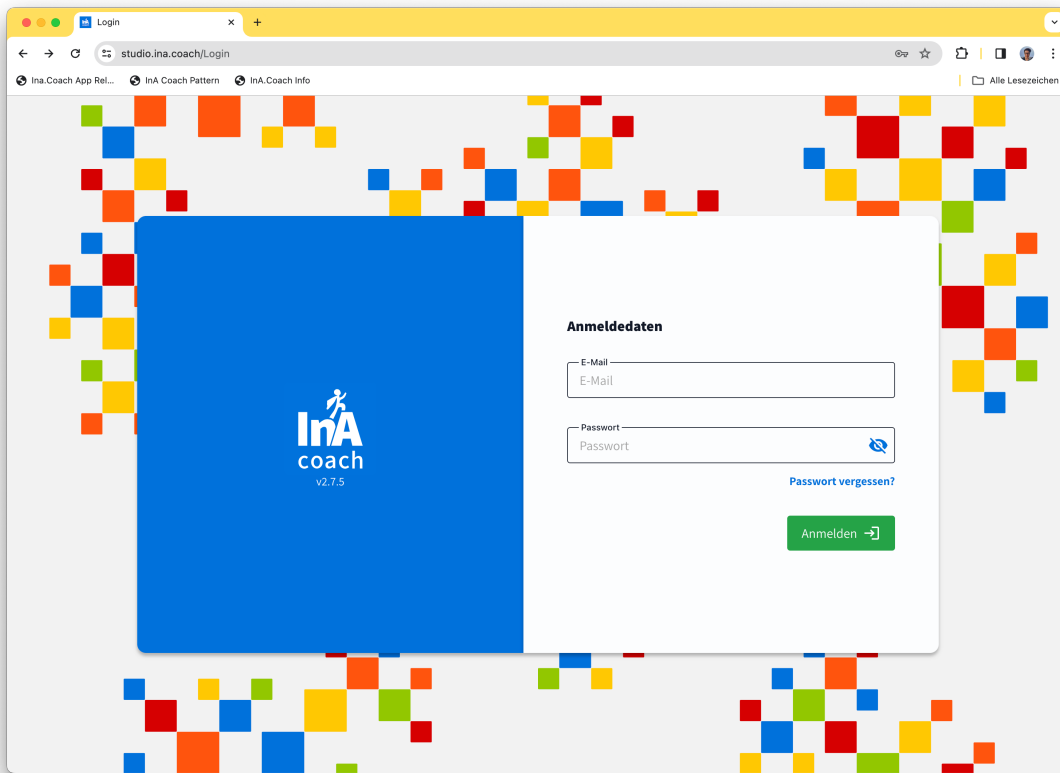 Login
studio.ina.coach/Login
Ina.Coach App Rel...
InA Coach Pattern
InA.Coach Info
Alle Lesezeichen
InA
coach
v2.7.5
Anmeldedaten
E-Mail
E-Mail
Passwort
Passwort
Passwort vergessen?
Anmelden